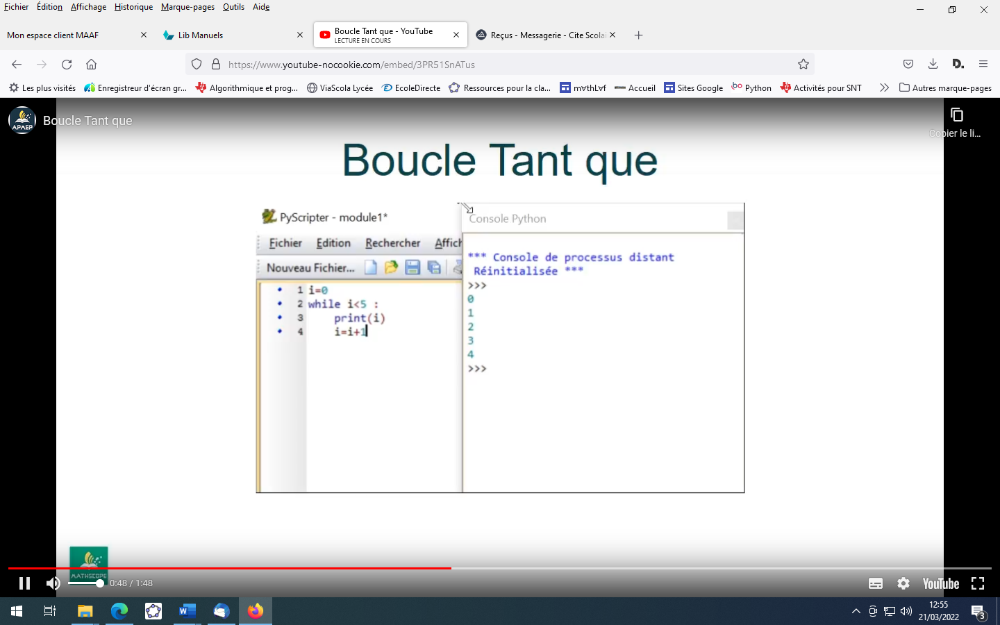 Fichier Édition Affichage Historique Marque-pages Outils Aide
Mon espace client MAAF
Lib Manuels
Boucle Tant que - YouTube
LECTURE EN COURS
Reçus - Messagerie - Cite Scolai
https://www.youtube-nocookie.com/embed/3PR51SnATus
Les plus visités Enregistreur d'écran gr... Algorithmique et prog... ViaScola Lycée EcoleDirecte Ressources pour la cla... m∀thL∀f Accueil Sites Google Python Activités pour SNT Autres marque-pages
APMEP
Boucle Tant que
Copier le li...
Boucle Tant que
PyScripter - module1*
Fichier Edition Rechercher Affich
Nouveau Fichier...
1 i=0
2 while i<5 :
3 print(i)
4 i=i+1
Console Python
*** Console de processus distant
Réinitialisée ***
>>>
0
1
2
3
4
>>>
MATHSCOPE
0:48 / 1:48
YouTube
12:55
21/03/2022
3